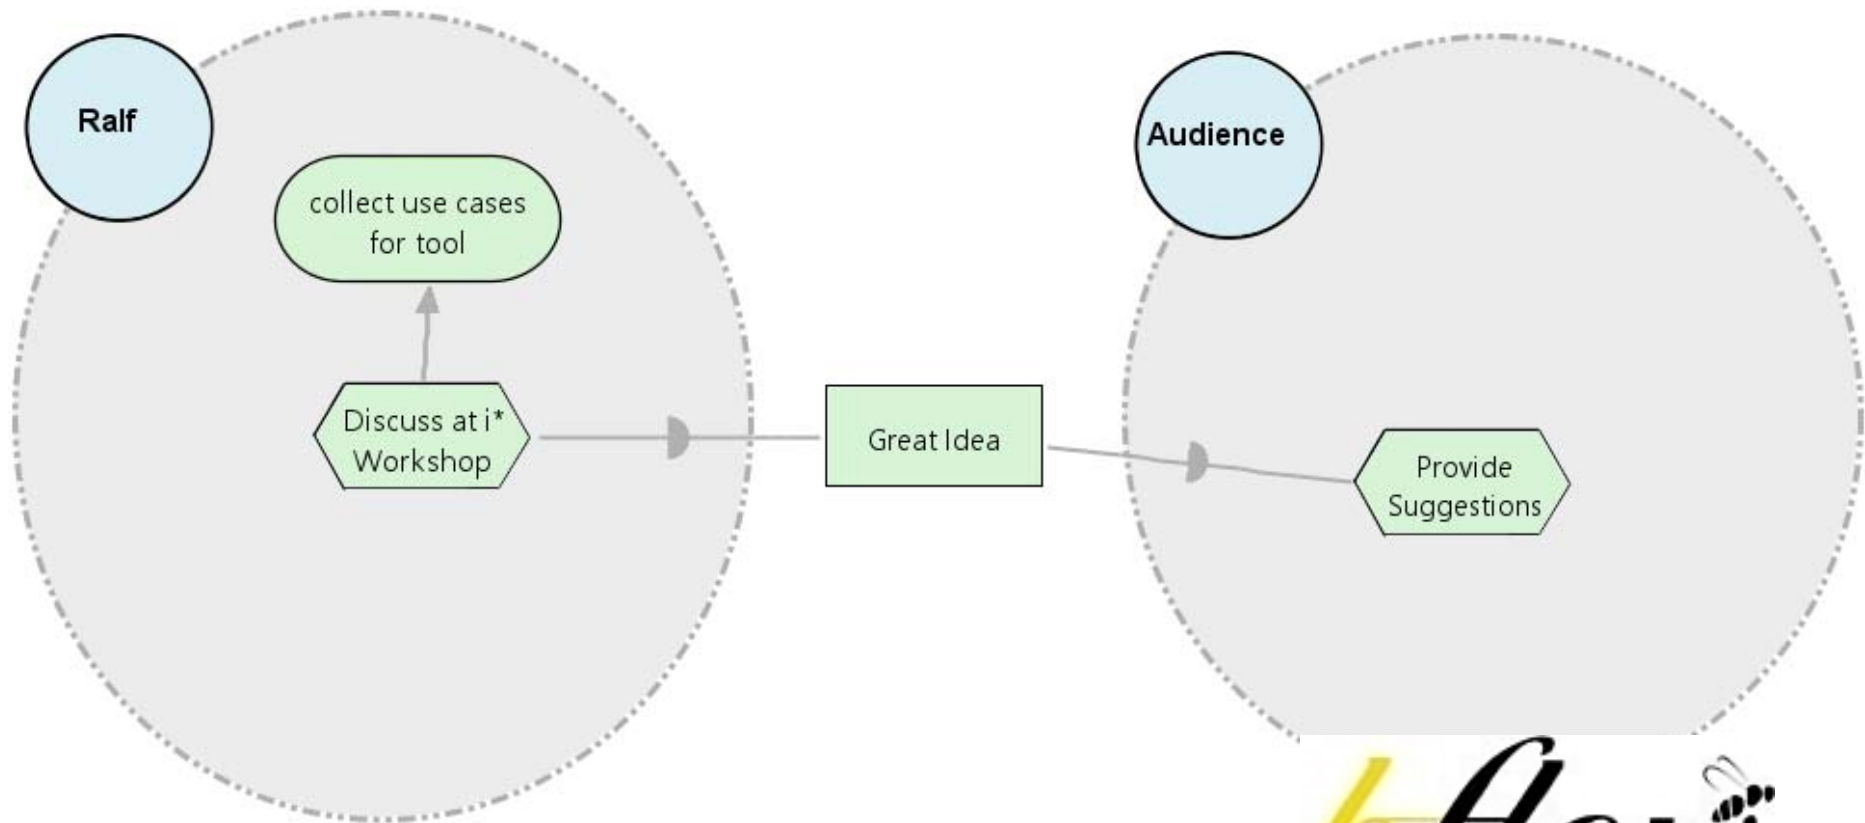 Ralf
collect use cases
for tool
Discuss at i*
Workshop
Great Idea
Audience
Provide
Suggestions